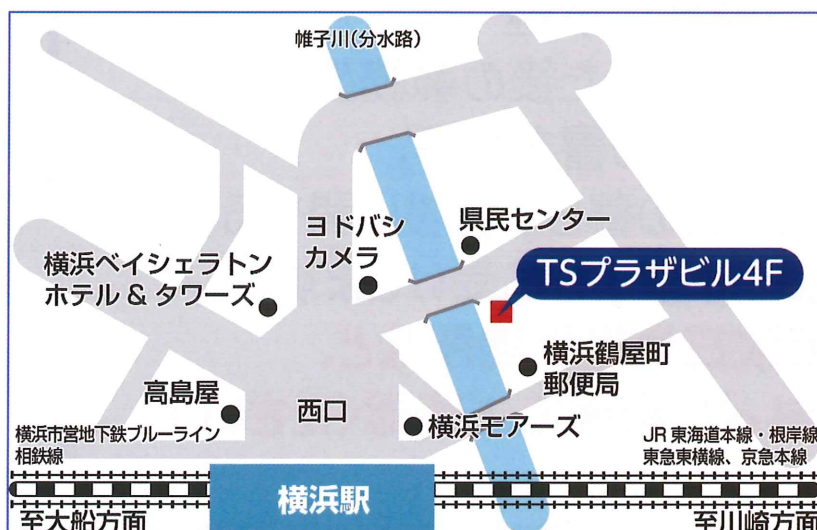 帷子川(分水路)
ヨドバシ
カメラ
県民センター
横浜ベイシェラトン
ホテル & タワーズ
TSプラザビル4F
横浜鶴屋町
郵便局
高島屋
西口
横浜モアーズ
横浜市営地下鉄ブルーライン
相鉄線
JR 東海道本線・根岸線
東急東横線、京急本線
横浜駅
至大船方面
至川崎方面